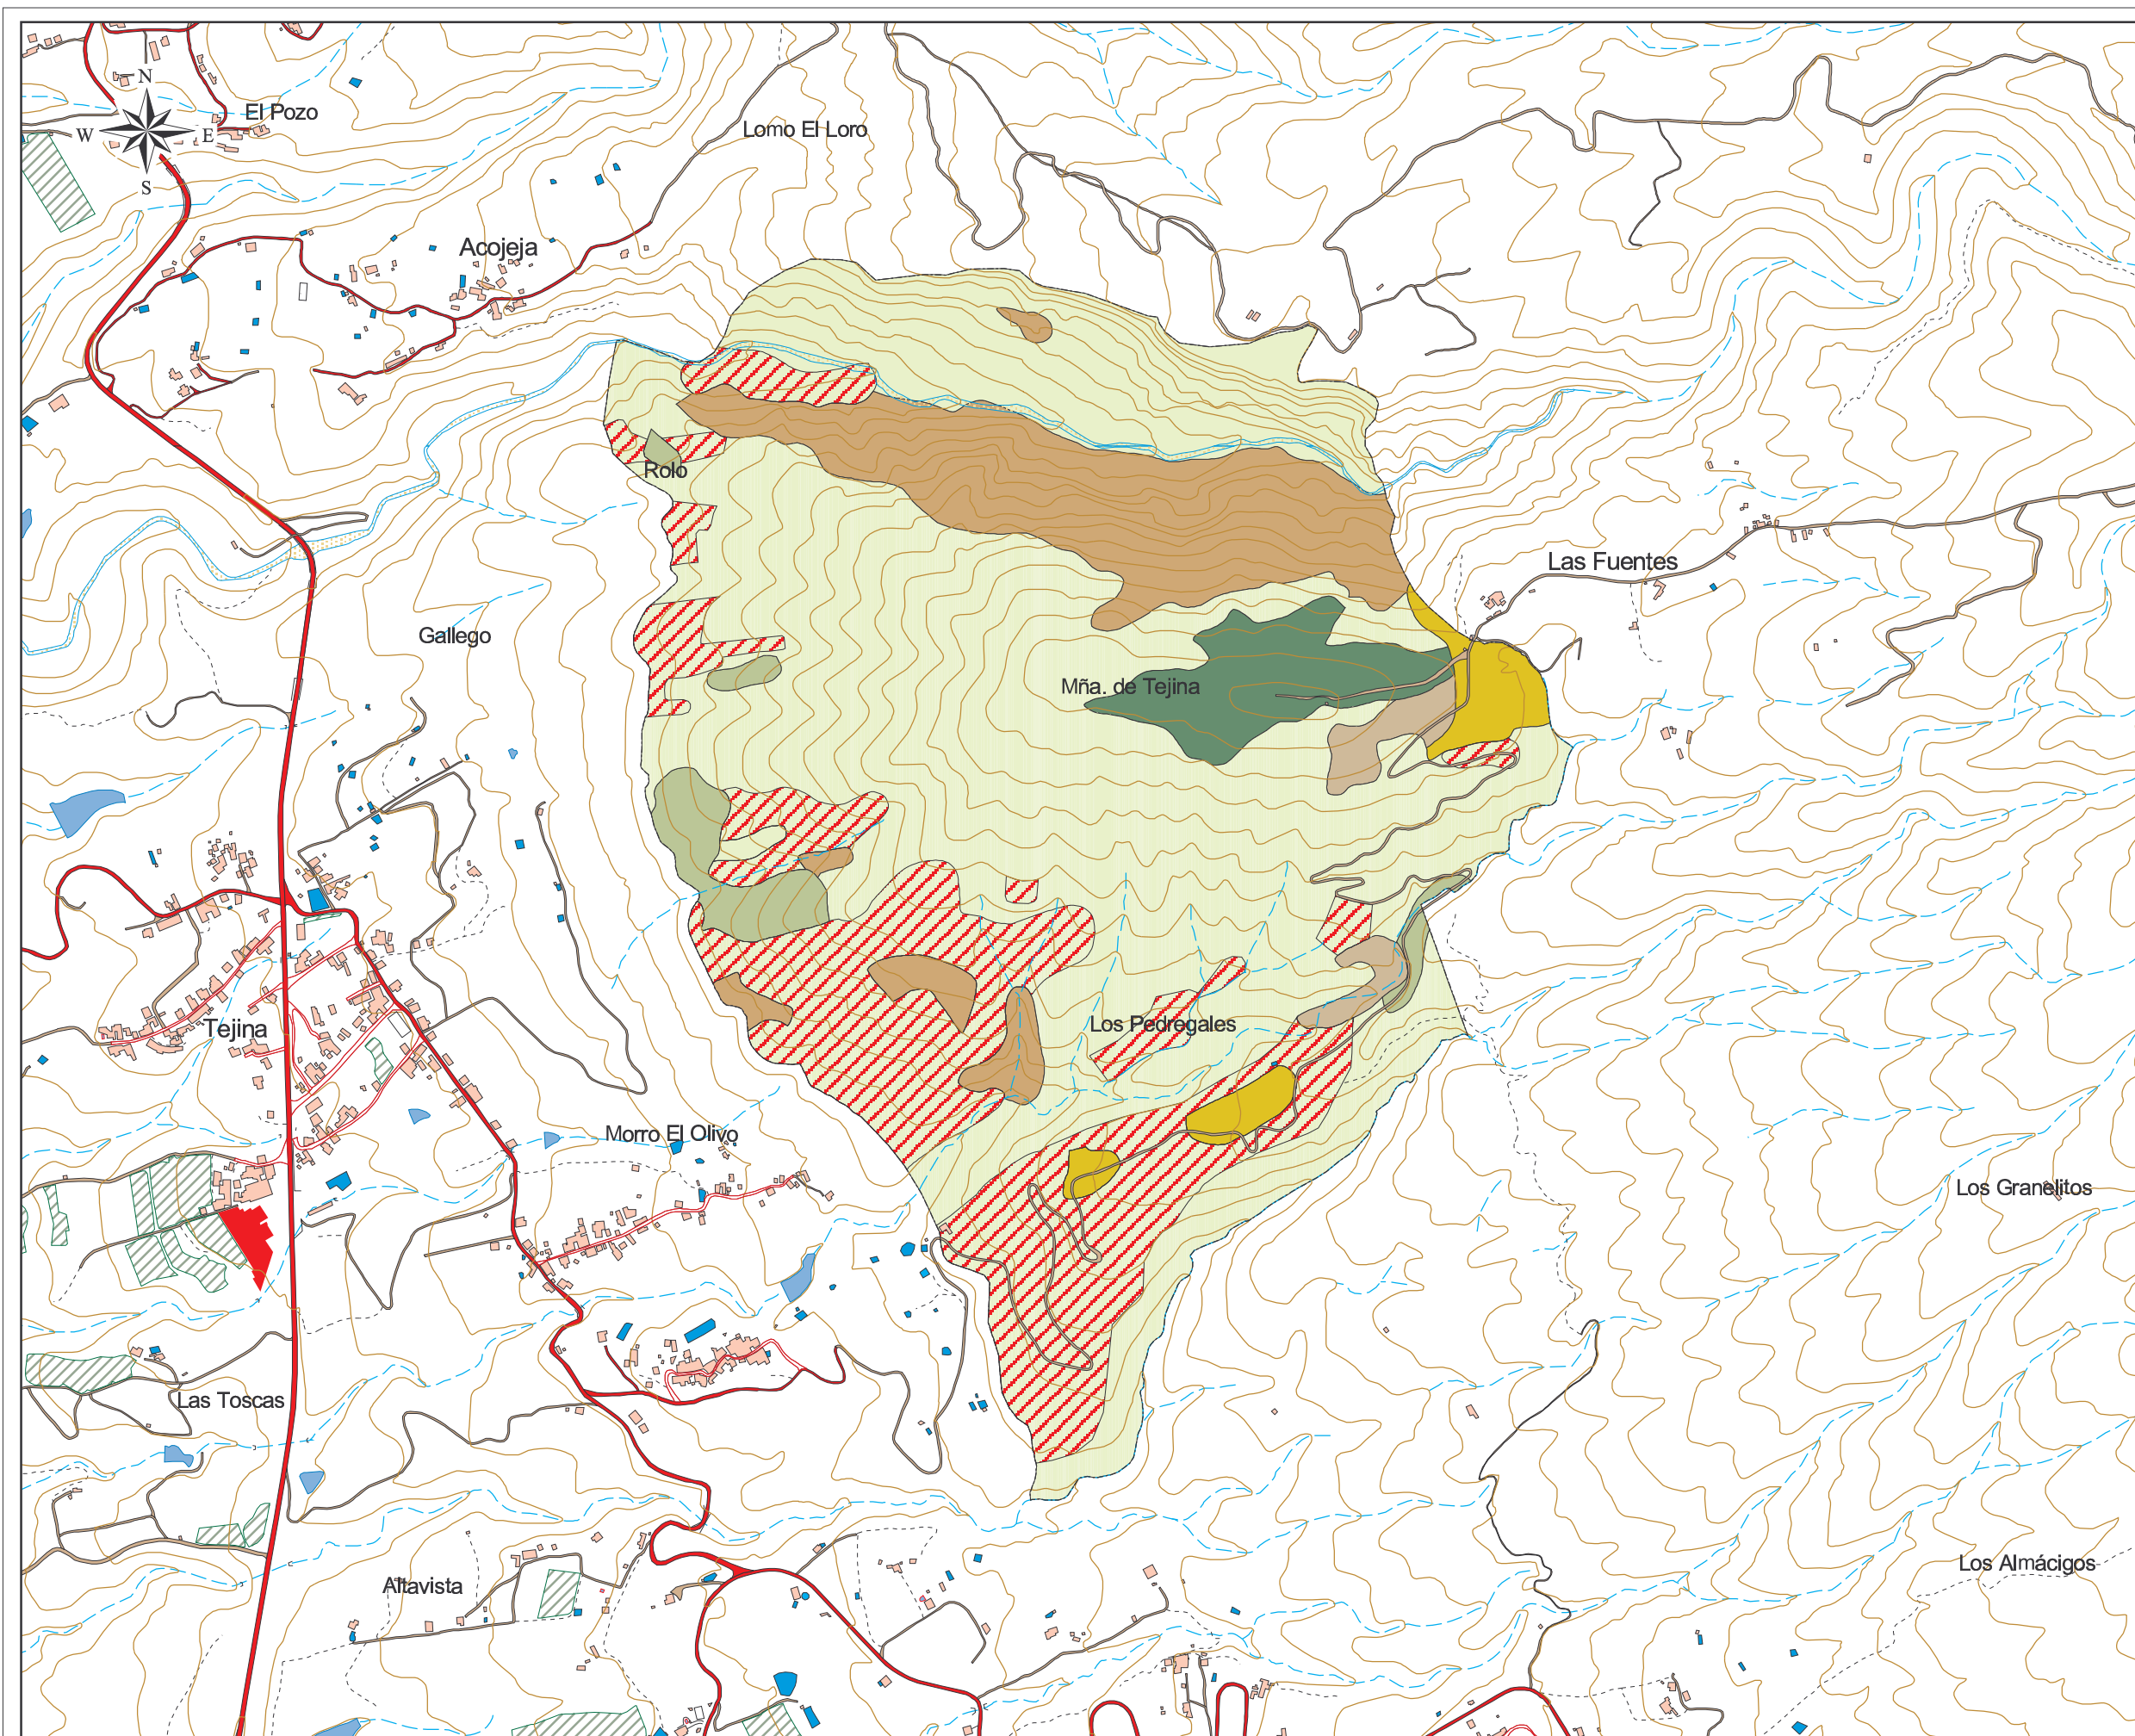 N
El Pozo
W
E
Lomo El Loro
S
Acojeja
Rolo
Las Fuentes
Gallego
Mña. de Tejina
Los Pedregales
Tejina
Morro El Olivo
Los Granelitos
Las Toscas
Los Almácigos
Altavista